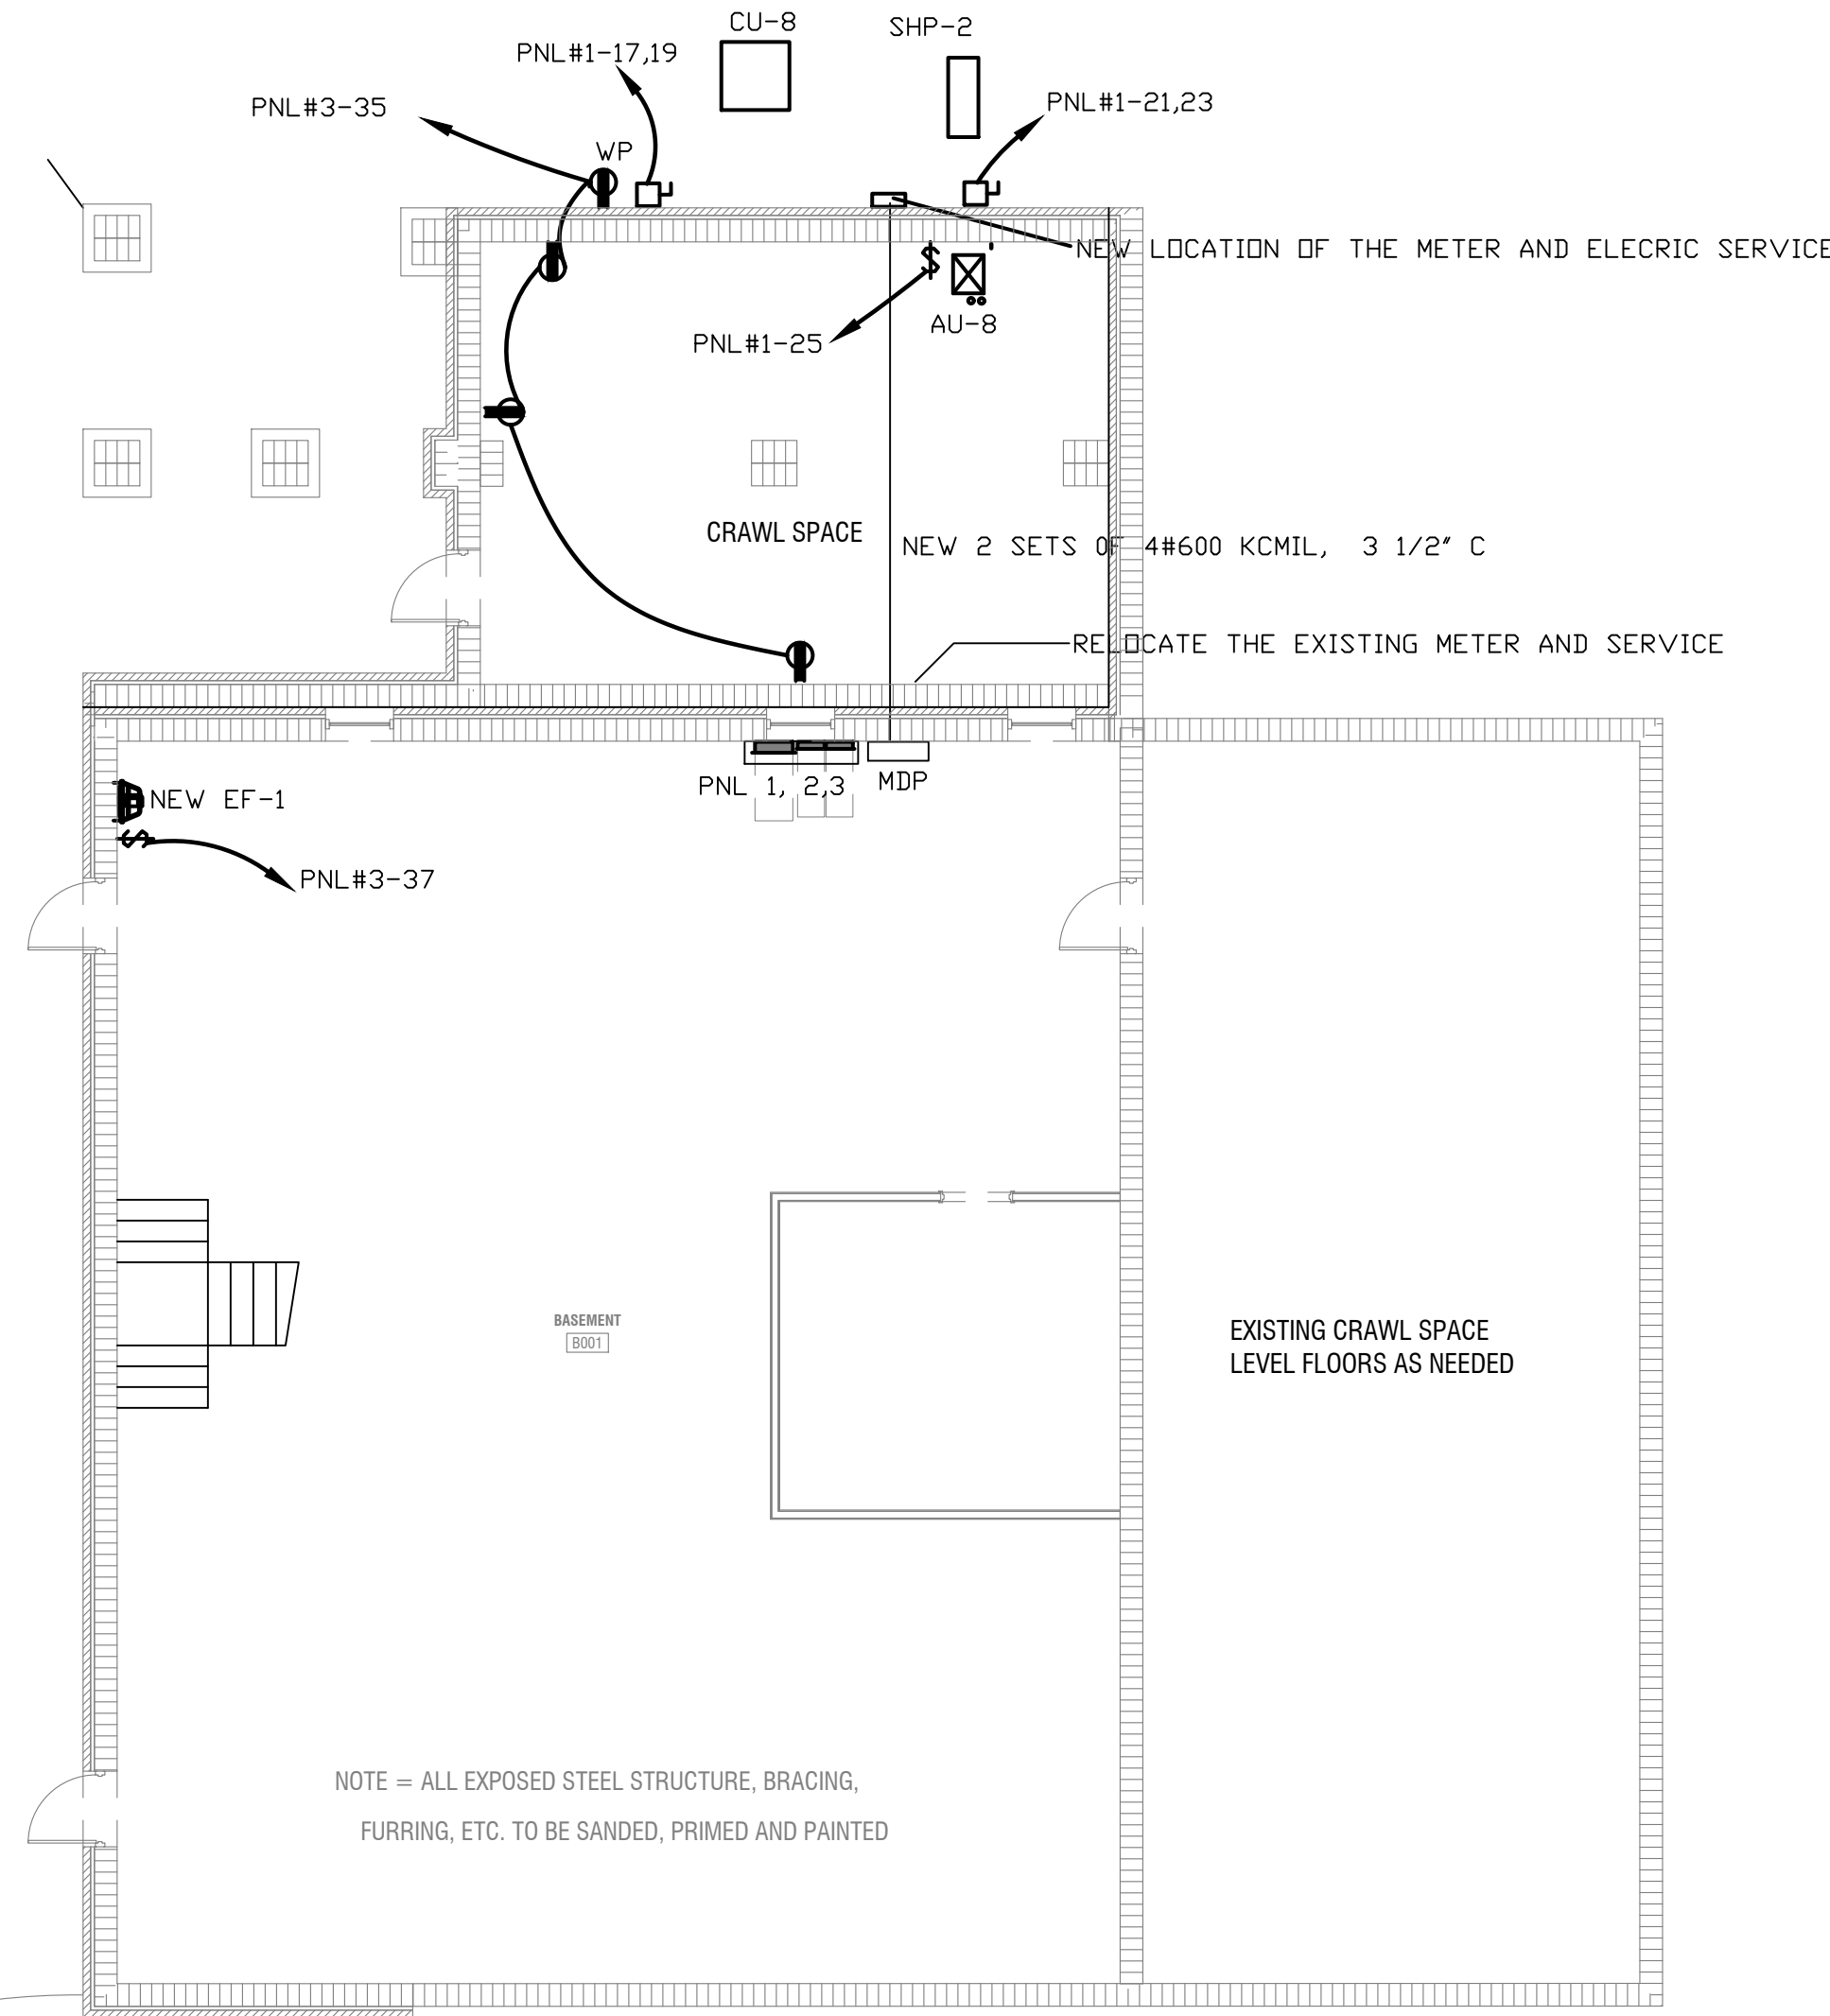 CU-8
SHP-2
PNL#1-17,19
PNL#3-35
PNL#1-21,23
WP
NEW LOCATION OF THE METER AND ELECRIC SERVICE
AU-8
PNL#1-25
CRAWL SPACE
NEW 2 SETS OF 4#600 KCMIL, 3 1/2" C
RELOCATE THE EXISTING METER AND SERVICE
PNL 1, 2,3
MDP
NEW EF-1
PNL#3-37
BASEMENT
B001
EXISTING CRAWL SPACE
LEVEL FLOORS AS NEEDED
NOTE = ALL EXPOSED STEEL STRUCTURE, BRACING,
FURRING, ETC. TO BE SANDED, PRIMED AND PAINTED